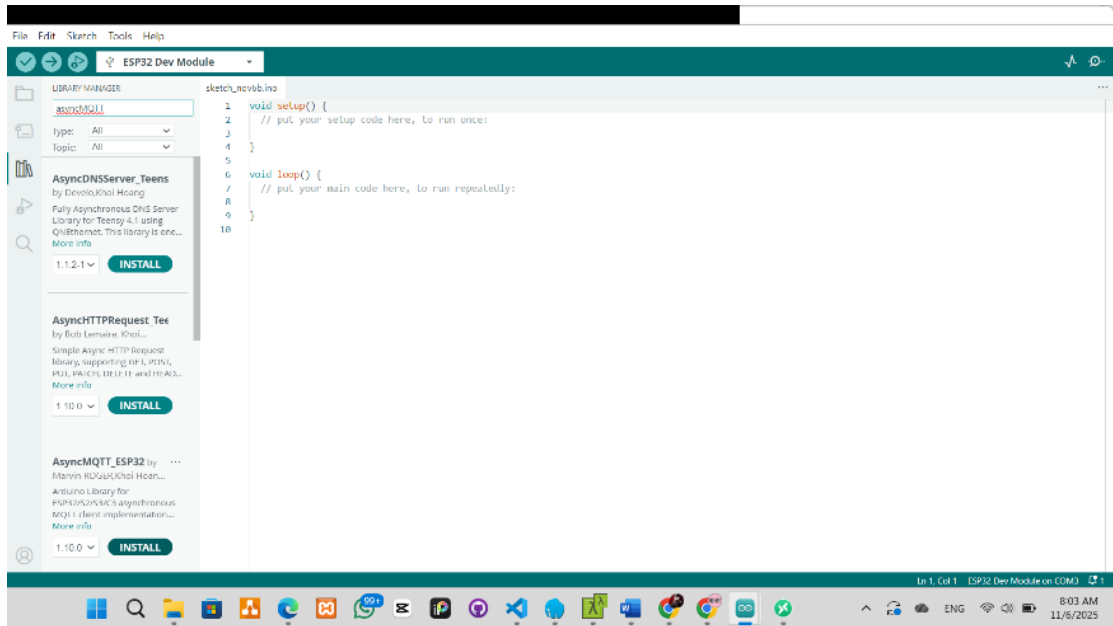 File Edit Sketch Tools Help
ESP32 Dev Module
LIBRARY MANAGER
asyncMQTT
Type: All
Topic: All
AsyncDNSServer_Teens
by Develo,Khoi Hoang
Fully Asynchronous DNS Server
Library for Teensy 4.1 using
QNEthernet. This library is one...
More info
1.1.2-1
INSTALL
AsyncHTTPRequest_Tee
by Bob Lemaire, Khoi...
Simple Async HTTP Request
library, supporting GET, POST,
PUT, PATCH, DELETE and HEAD...
More info
1.10.0
INSTALL
AsyncMQTT_ESP32 by ...
Marvin ROGER,Khoi Hoan...
Arduino Library for
ESP32/S2/S3/C3 asynchronous
MQTT client implementation...
More info
1.10.0
INSTALL
1 void setup() {
2 // put your setup code here, to run once:
3
4 }
5
6 void loop() {
7 // put your main code here, to run repeatedly:
8
9 }
10
Ln 1, Col 1 ESP32 Dev Module on COM3 1
99+
ENG
8:03 AM
11/6/2025